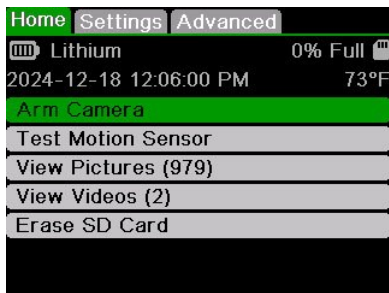 Home Settings Advanced
Lithium 0% Full
2024-12-18 12:06:00 PM 73°F
Arm Camera
Test Motion Sensor
View Pictures (979)
View Videos (2)
Erase SD Card